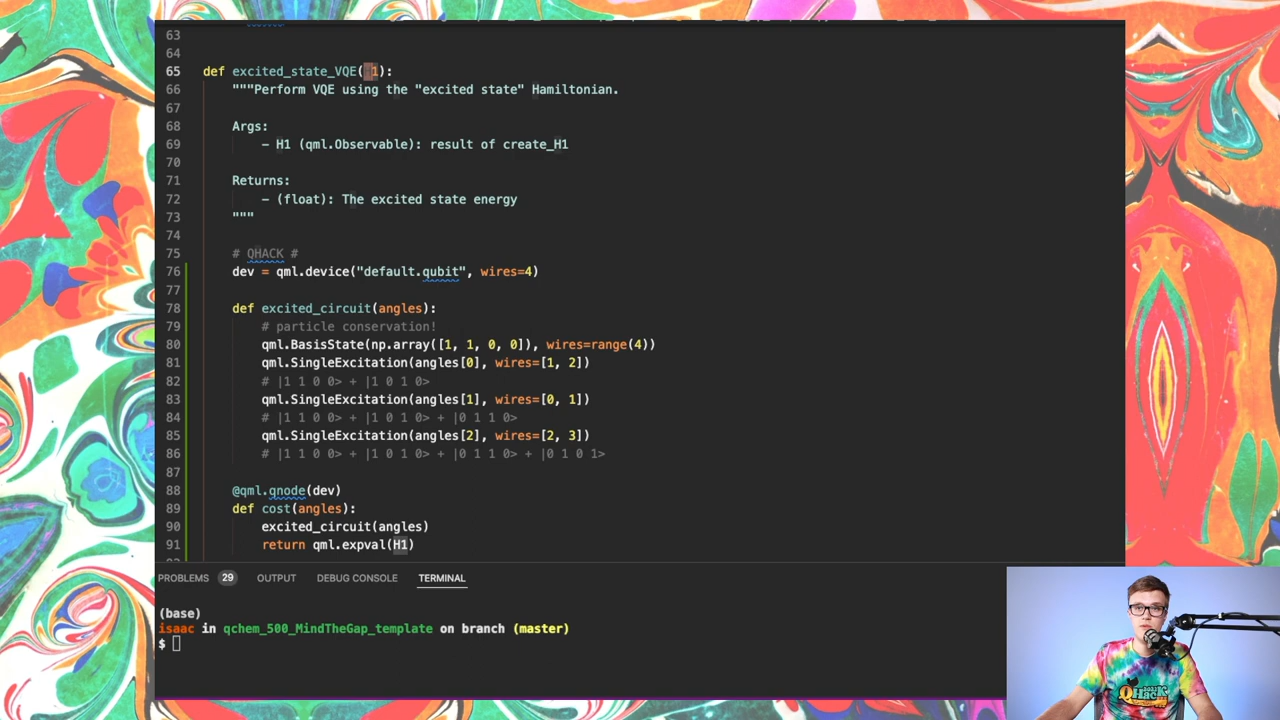 63
64
65 def excited_state_VQE(H1):
66 """Perform VQE using the "excited state" Hamiltonian.
67
68 Args:
69 - H1 (qml.Observable): result of create_H1
70
71 Returns:
72 - (float): The excited state energy
73 """
74
75 # QHACK #
76 dev = qml.device("default.qubit", wires=4)
77
78 def excited_circuit(angles):
79 # particle conservation!
80 qml.BasisState(np.array([1, 1, 0, 0]), wires=range(4))
81 qml.SingleExcitation(angles[0], wires=[1, 2])
82 # |1 1 0 0> + |1 0 1 0>
83 qml.SingleExcitation(angles[1], wires=[0, 1])
84 # |1 1 0 0> + |1 0 1 0> + |0 1 1 0>
85 qml.SingleExcitation(angles[2], wires=[2, 3])
86 # |1 1 0 0> + |1 0 1 0> + |0 1 1 0> + |0 1 0 1>
87
88 @qml.qnode(dev)
89 def cost(angles):
90 excited_circuit(angles)
91 return qml.expval(H1)
PROBLEMS 29 OUTPUT DEBUG CONSOLE TERMINAL
(base)
isaac in qchem_500_MindTheGap_template on branch (master)
$
QHACK